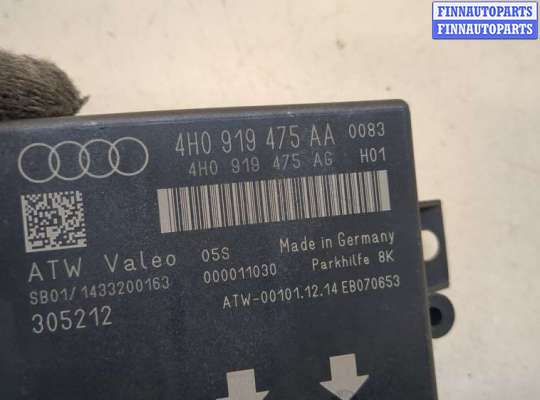 FINNAUTOPARTS
FINNAUTOPARTS
4H0 919 475 AA 0083
4H0 919 475 AG H01
ATW Valeo 05S Made in Germany
SB01/1433200163 000011030 Parkhilfe 8K
305212 ATW-00101.12.14 EB070653